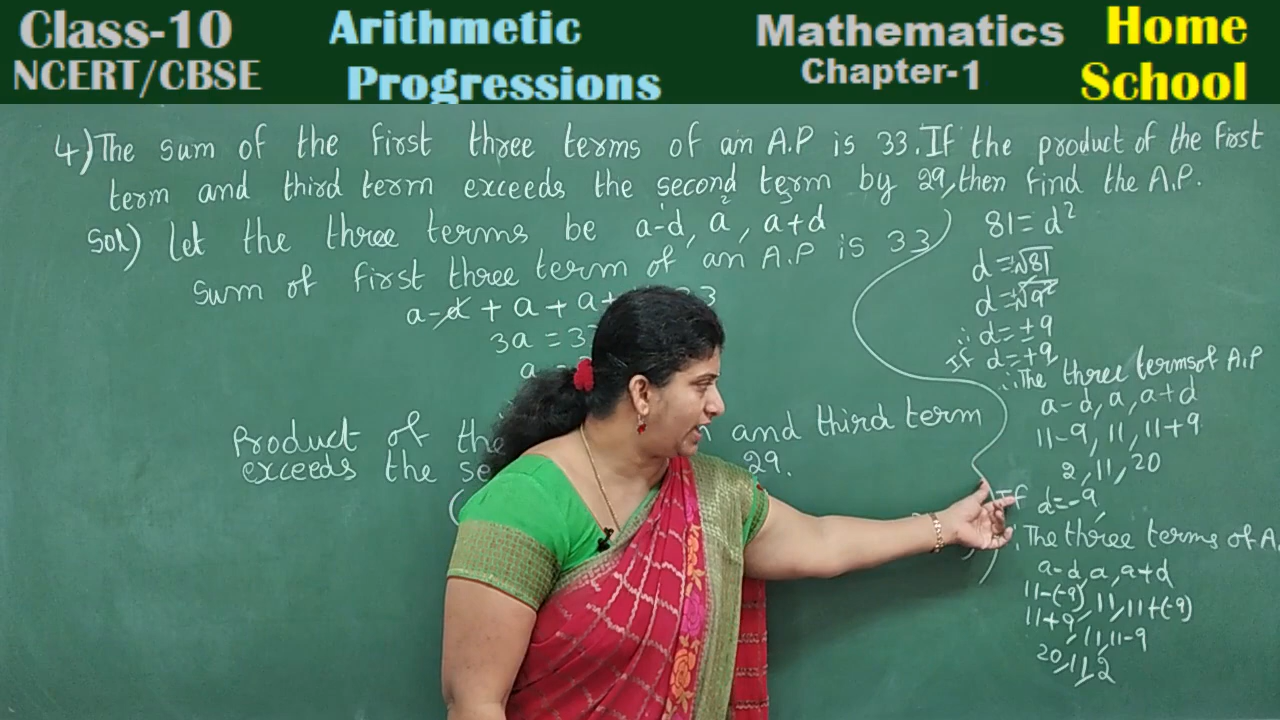 Class-10
NCERT/CBSE
Arithmetic
Progressions
Mathematics
Chapter-1
Home
School
4) The sum of the first three terms of an A.P is 33. If the product of the first
term and third term exceeds the second term by 29, then find the A.P.
Sol) Let the three terms be a-d, a, a+d
Sum of first three term of an A.P is 33
a-d + a + a+
3a = 3
a
Product of the and third term
exceeds the se 29.
(
81 = d²
d = ±√81
d = ±√9²
∴ d = ±9
If d = +9
∴ The three terms of A.P
a-d, a, a+d
11-9, 11, 11+9
2, 11, 20
If d = -9,
∴ The three terms of A.
a-d, a, a+d
11-(-9), 11, 11+(-9)
11+9, 11, 11-9
20, 11, 2